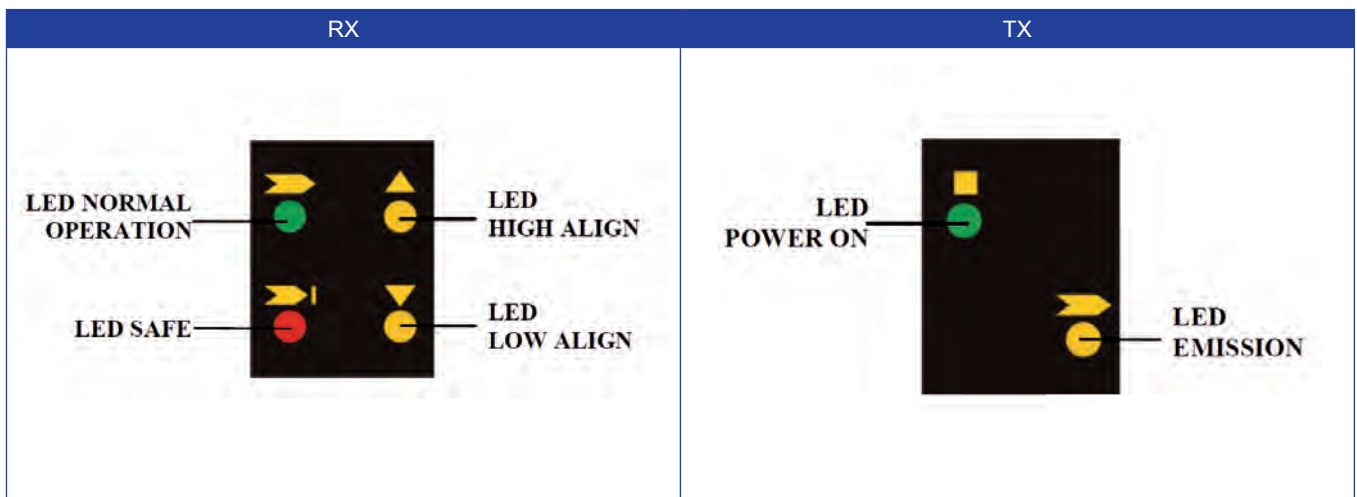 RX
TX
LED NORMAL
OPERATION
LED
HIGH ALIGN
LED SAFE
LED
LOW ALIGN
LED
POWER ON
LED
EMISSION